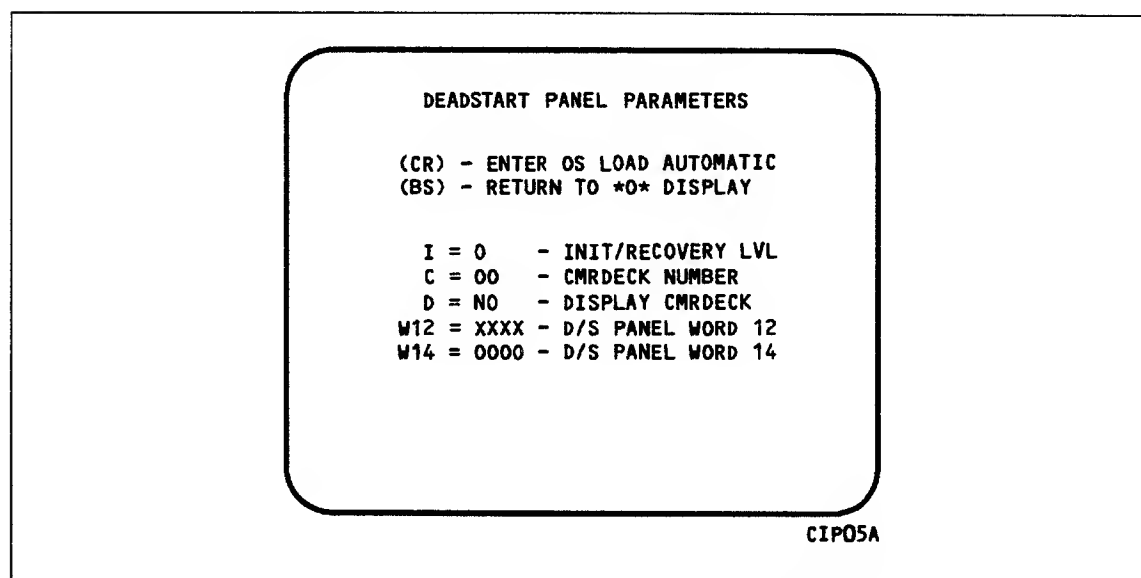 DEADSTART PANEL PARAMETERS
(CR) - ENTER OS LOAD AUTOMATIC
(BS) - RETURN TO *O* DISPLAY
I = 0 - INIT/RECOVERY LVL
C = 00 - CMRDECK NUMBER
D = NO - DISPLAY CMRDECK
W12 = XXXX - D/S PANEL WORD 12
W14 = 0000 - D/S PANEL WORD 14
CIP05A